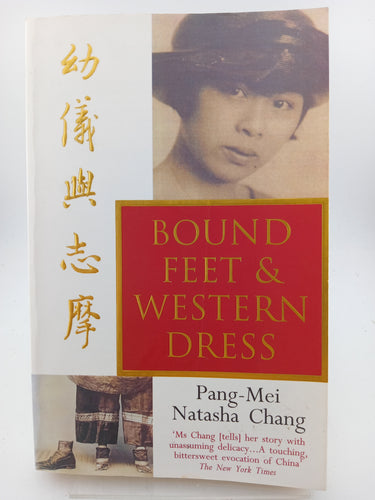 幼儀與志摩
BOUND
FEET &
WESTERN
DRESS
Pang-Mei
Natasha Chang
'Ms Chang [tells] her story with
unassuming delicacy...A touching,
bittersweet evocation of China'
The New York Times